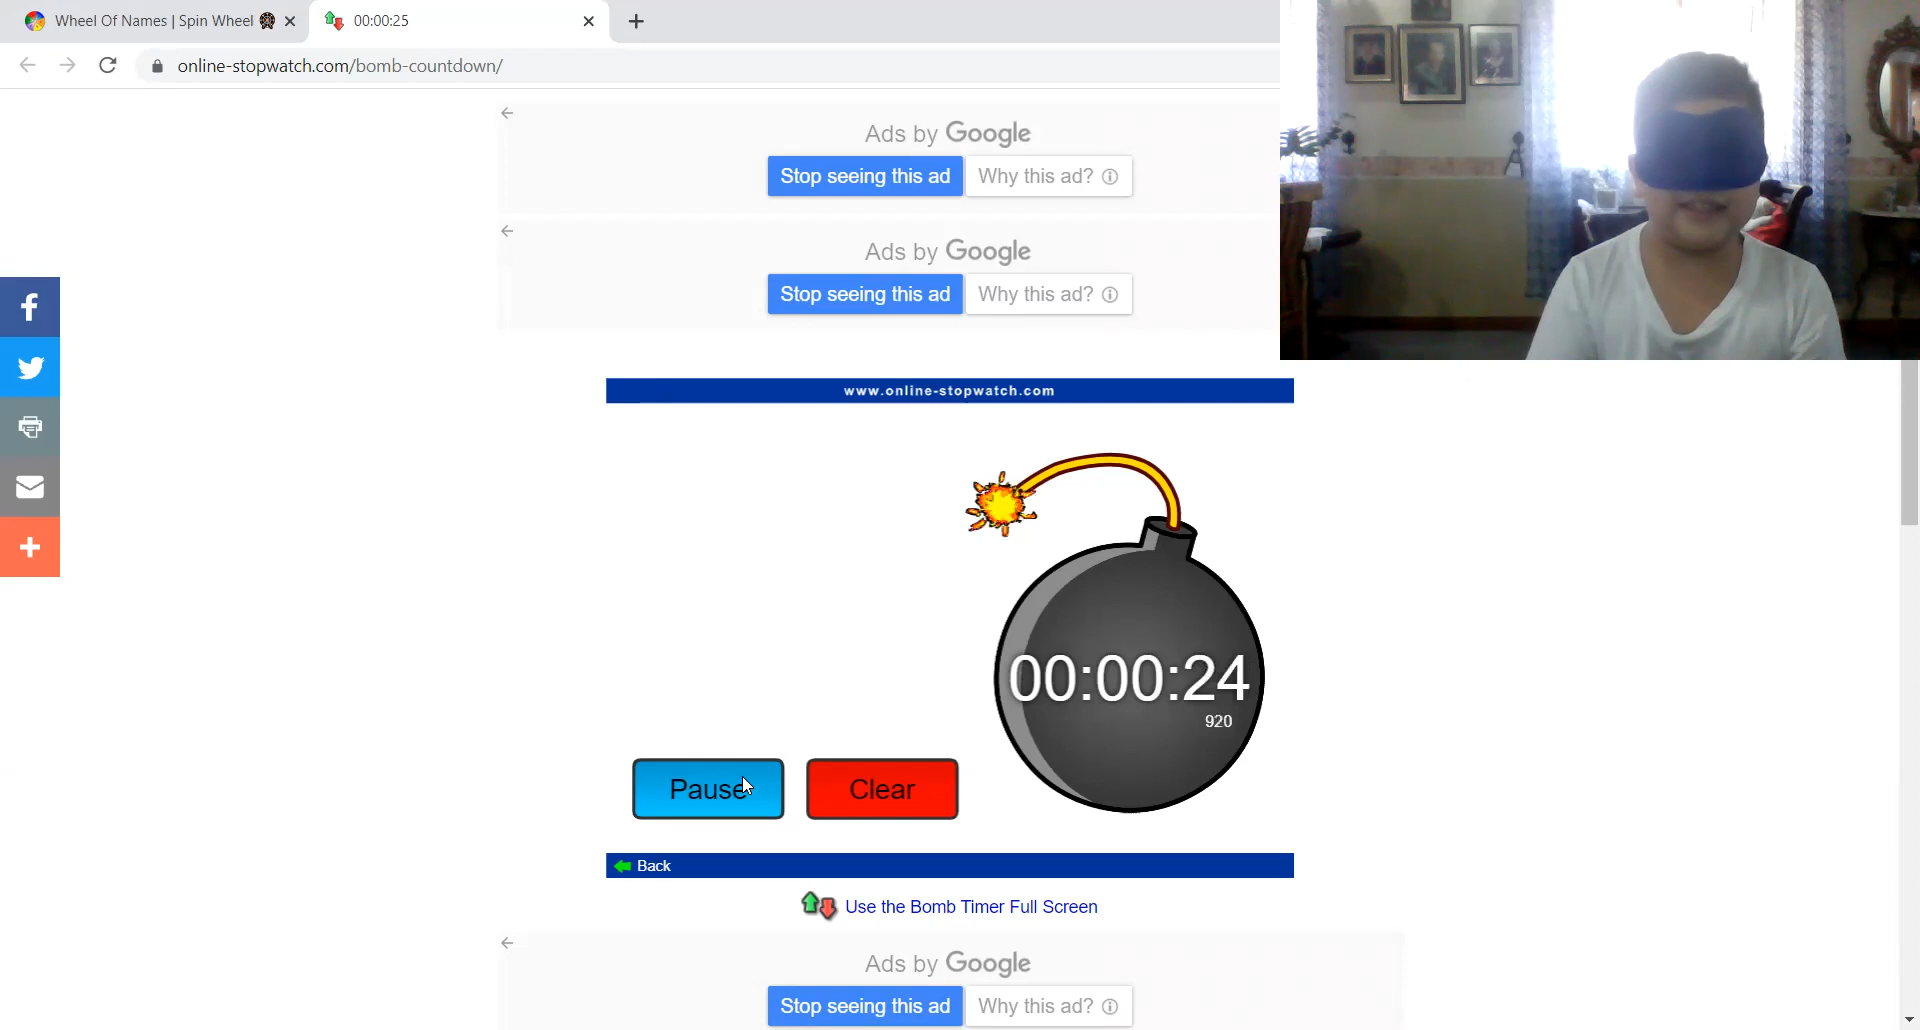 Wheel Of Names | Spin Wheel
00:00:25
online-stopwatch.com/bomb-countdown/
Ads by Google
Stop seeing this ad
Why this ad?
Ads by Google
Stop seeing this ad
Why this ad?
www.online-stopwatch.com
00:00:24
920
Pause
Clear
Back
Use the Bomb Timer Full Screen
Ads by Google
Stop seeing this ad
Why this ad?